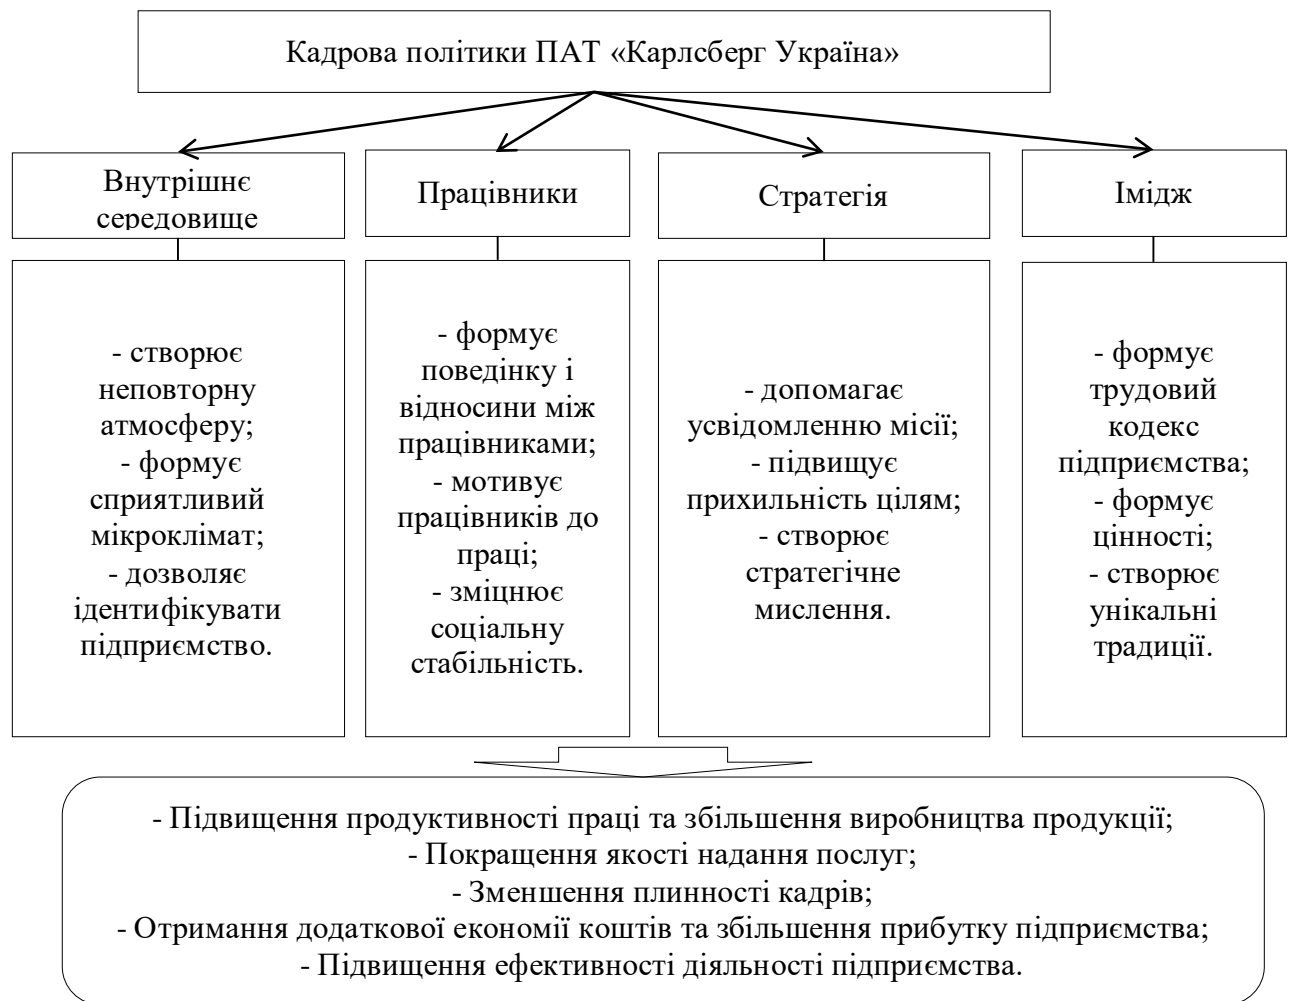 Кадрова політики ПАТ «Карлсберг Україна»
Внутрішнє
середовище
Працівники
Стратегія
Імідж
- створює
неповторну
атмосферу;
- формує
сприятливий
мікроклімат;
- дозволяє
ідентифікувати
підприємство.
- формує
поведінку і
відносини між
працівниками;
- мотивує
працівників до
праці;
- зміцнює
соціальну
стабільність.
- допомагає
усвідомленню місії;
- підвищує
прихильність цілям;
- створює
стратегічне
мислення.
- формує
трудовий
кодекс
підприємства;
- формує
цінності;
- створює
унікальні
традиції.
- Підвищення продуктивності праці та збільшення виробництва продукції;
- Покращення якості надання послуг;
- Зменшення плинності кадрів;
- Отримання додаткової економії коштів та збільшення прибутку підприємства;
- Підвищення ефективності діяльності підприємства.